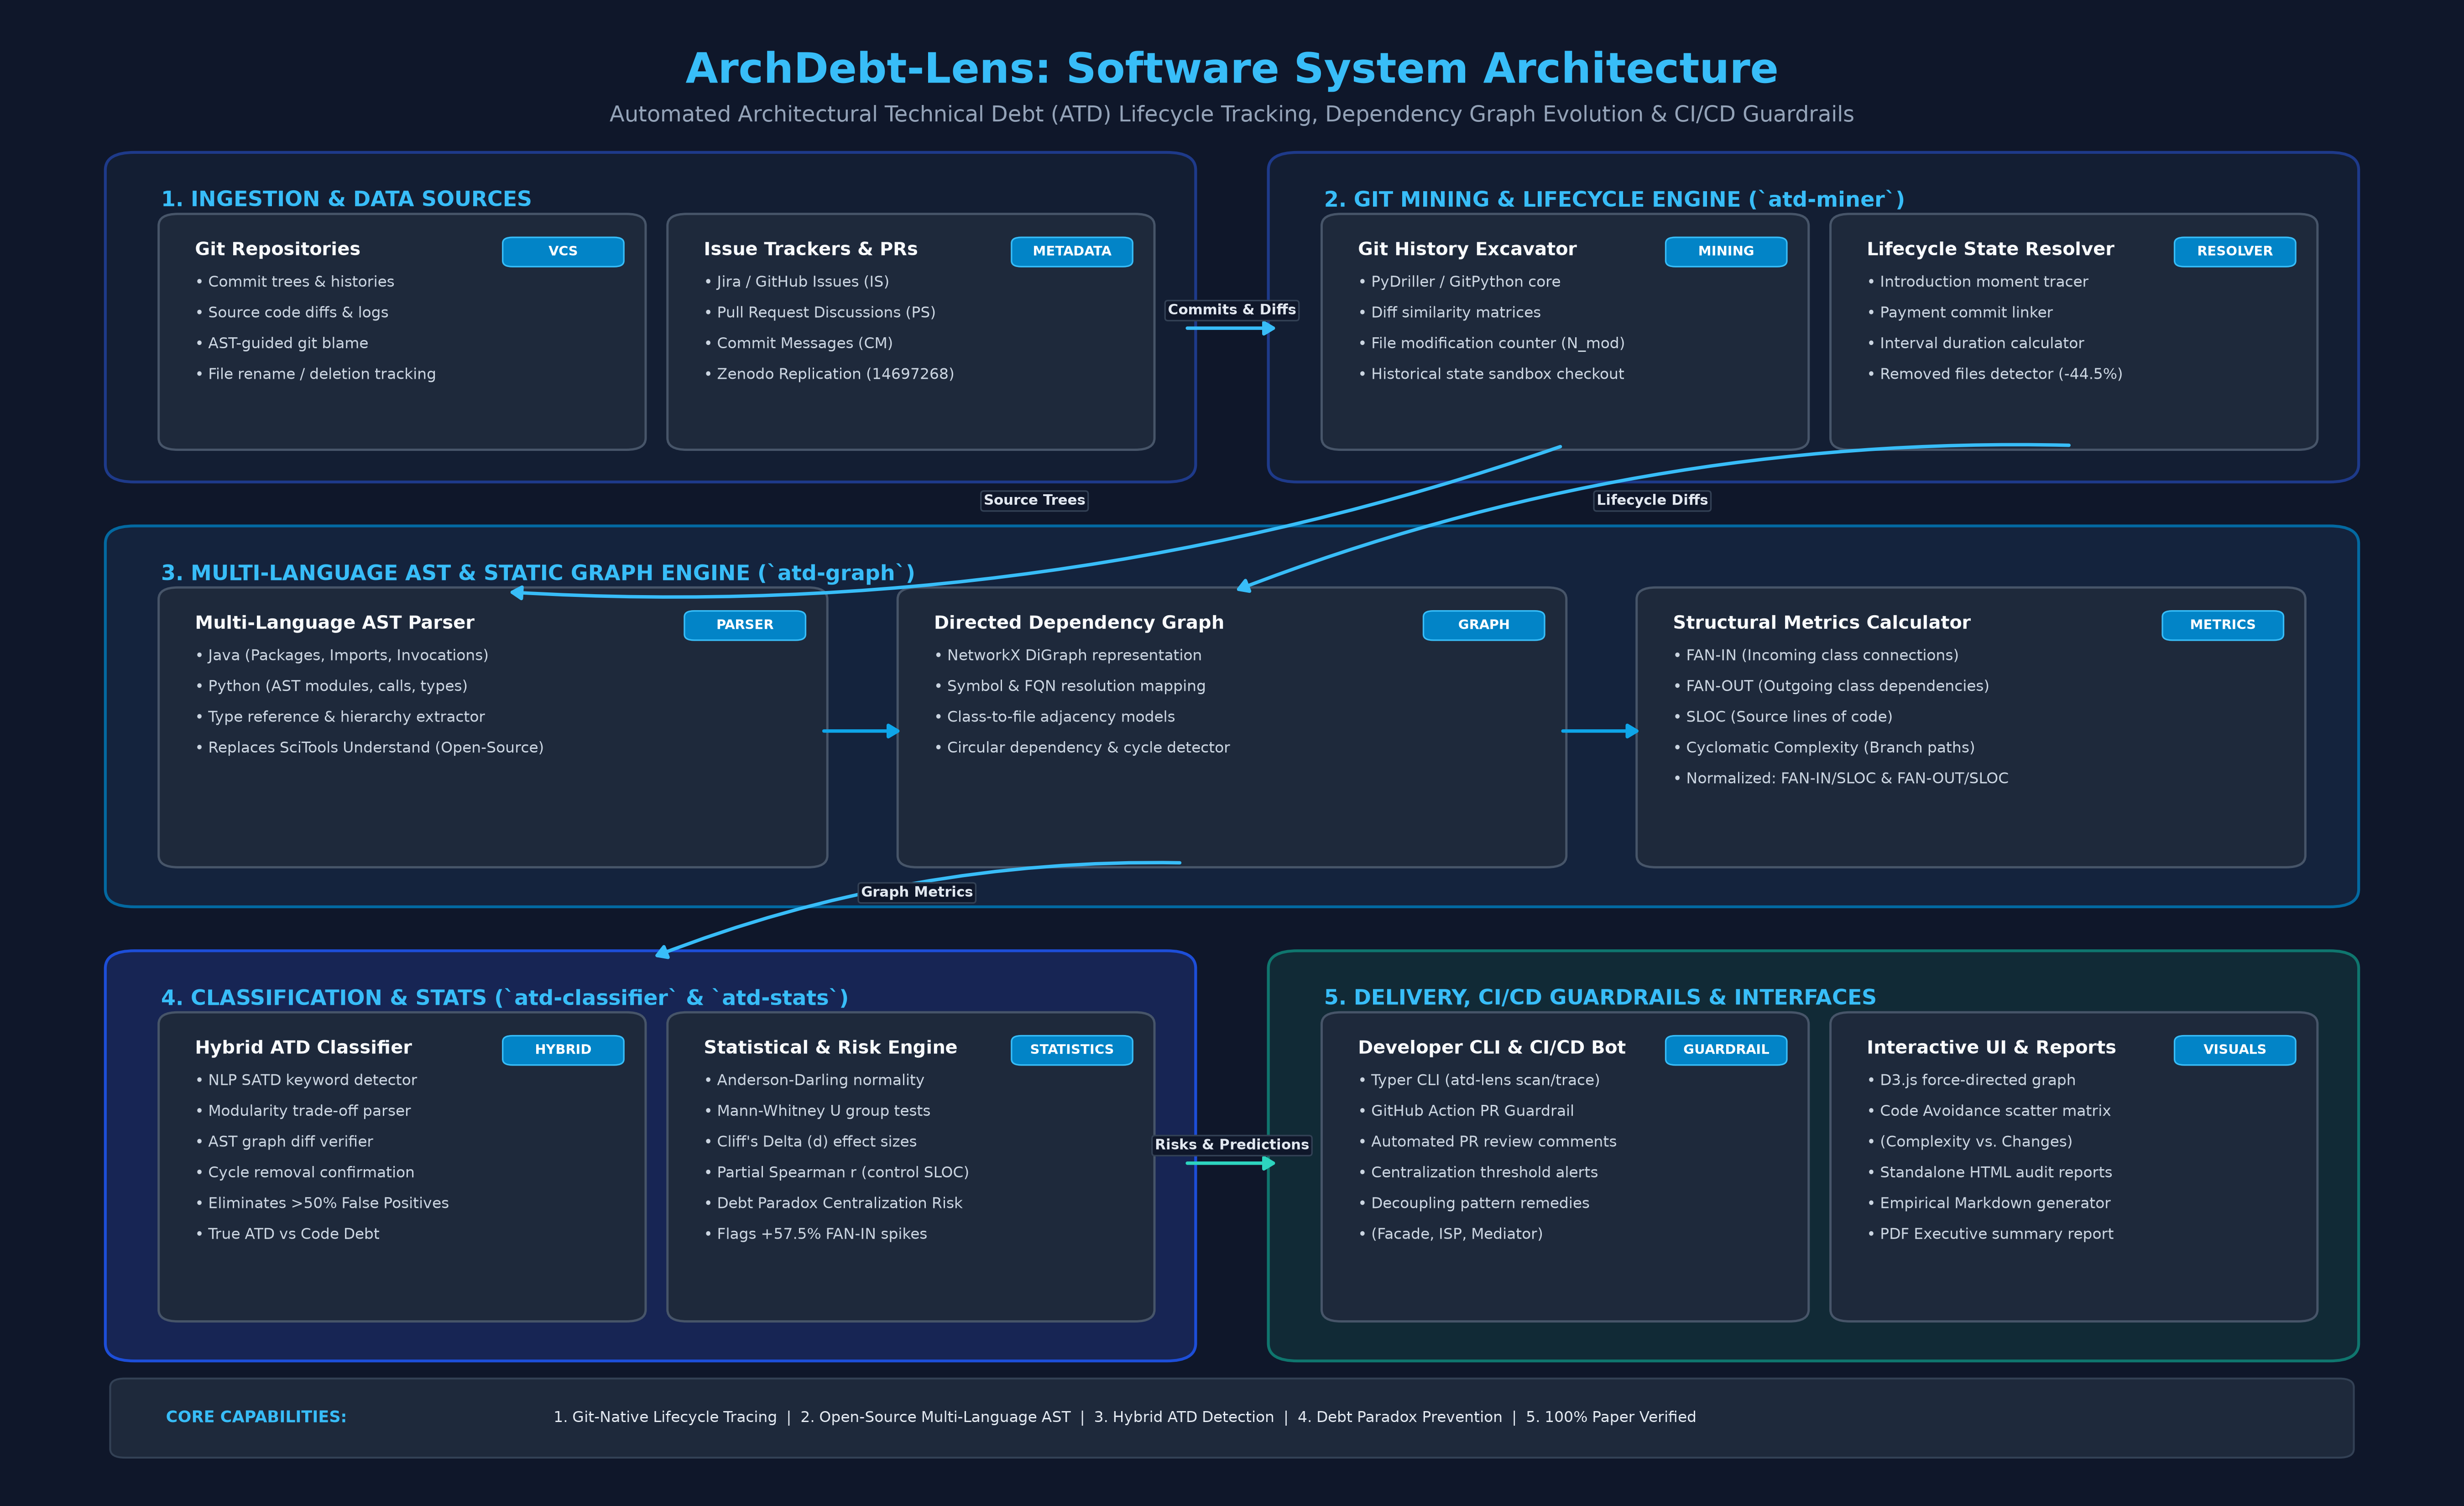 ArchDebt-Lens: Software System Architecture
Automated Architectural Technical Debt (ATD) Lifecycle Tracking, Dependency Graph Evolution & CI/CD Guardrails
1. INGESTION & DATA SOURCES
Git Repositories
VCS
• Commit trees & histories
• Source code diffs & logs
• AST-guided git blame
• File rename / deletion tracking
Issue Trackers & PRs
METADATA
• Jira / GitHub Issues (IS)
• Pull Request Discussions (PS)
• Commit Messages (CM)
• Zenodo Replication (14697268)
Commits & Diffs
2. GIT MINING & LIFECYCLE ENGINE (`atd-miner`)
Git History Excavator
MINING
• PyDriller / GitPython core
• Diff similarity matrices
• File modification counter (N_mod)
• Historical state sandbox checkout
Lifecycle State Resolver
RESOLVER
• Introduction moment tracer
• Payment commit linker
• Interval duration calculator
• Removed files detector (-44.5%)
Source Trees
Lifecycle Diffs
3. MULTI-LANGUAGE AST & STATIC GRAPH ENGINE (`atd-graph`)
Multi-Language AST Parser
PARSER
• Java (Packages, Imports, Invocations)
• Python (AST modules, calls, types)
• Type reference & hierarchy extractor
• Replaces SciTools Understand (Open-Source)
Directed Dependency Graph
GRAPH
• NetworkX DiGraph representation
• Symbol & FQN resolution mapping
• Class-to-file adjacency models
• Circular dependency & cycle detector
Structural Metrics Calculator
METRICS
• FAN-IN (Incoming class connections)
• FAN-OUT (Outgoing class dependencies)
• SLOC (Source lines of code)
• Cyclomatic Complexity (Branch paths)
• Normalized: FAN-IN/SLOC & FAN-OUT/SLOC
Graph Metrics
4. CLASSIFICATION & STATS (`atd-classifier` & `atd-stats`)
Hybrid ATD Classifier
HYBRID
• NLP SATD keyword detector
• Modularity trade-off parser
• AST graph diff verifier
• Cycle removal confirmation
• Eliminates >50% False Positives
• True ATD vs Code Debt
Statistical & Risk Engine
STATISTICS
• Anderson-Darling normality
• Mann-Whitney U group tests
• Cliff's Delta (d) effect sizes
• Partial Spearman r (control SLOC)
• Debt Paradox Centralization Risk
• Flags +57.5% FAN-IN spikes
Risks & Predictions
5. DELIVERY, CI/CD GUARDRAILS & INTERFACES
Developer CLI & CI/CD Bot
GUARDRAIL
• Typer CLI (atd-lens scan/trace)
• GitHub Action PR Guardrail
• Automated PR review comments
• Centralization threshold alerts
• Decoupling pattern remedies
• (Facade, ISP, Mediator)
Interactive UI & Reports
VISUALS
• D3.js force-directed graph
• Code Avoidance scatter matrix
• (Complexity vs. Changes)
• Standalone HTML audit reports
• Empirical Markdown generator
• PDF Executive summary report
CORE CAPABILITIES:
1. Git-Native Lifecycle Tracing | 2. Open-Source Multi-Language AST | 3. Hybrid ATD Detection | 4. Debt Paradox Prevention | 5. 100% Paper Verified